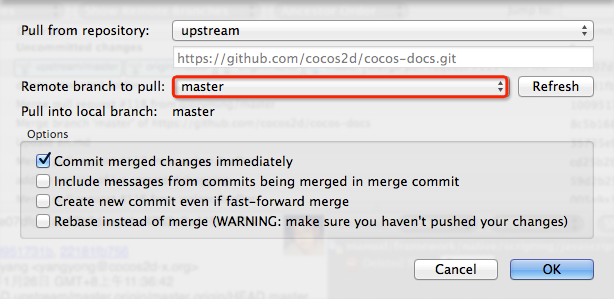 Pull from repository: upstream
https://github.com/cocos2d/cocos-docs.git
Remote branch to pull: master Refresh
Pull into local branch: master
Options
Commit merged changes immediately
Include messages from commits being merged in merge commit
Create new commit even if fast-forward merge
Rebase instead of merge (WARNING: make sure you haven't pushed your changes)
Cancel OK